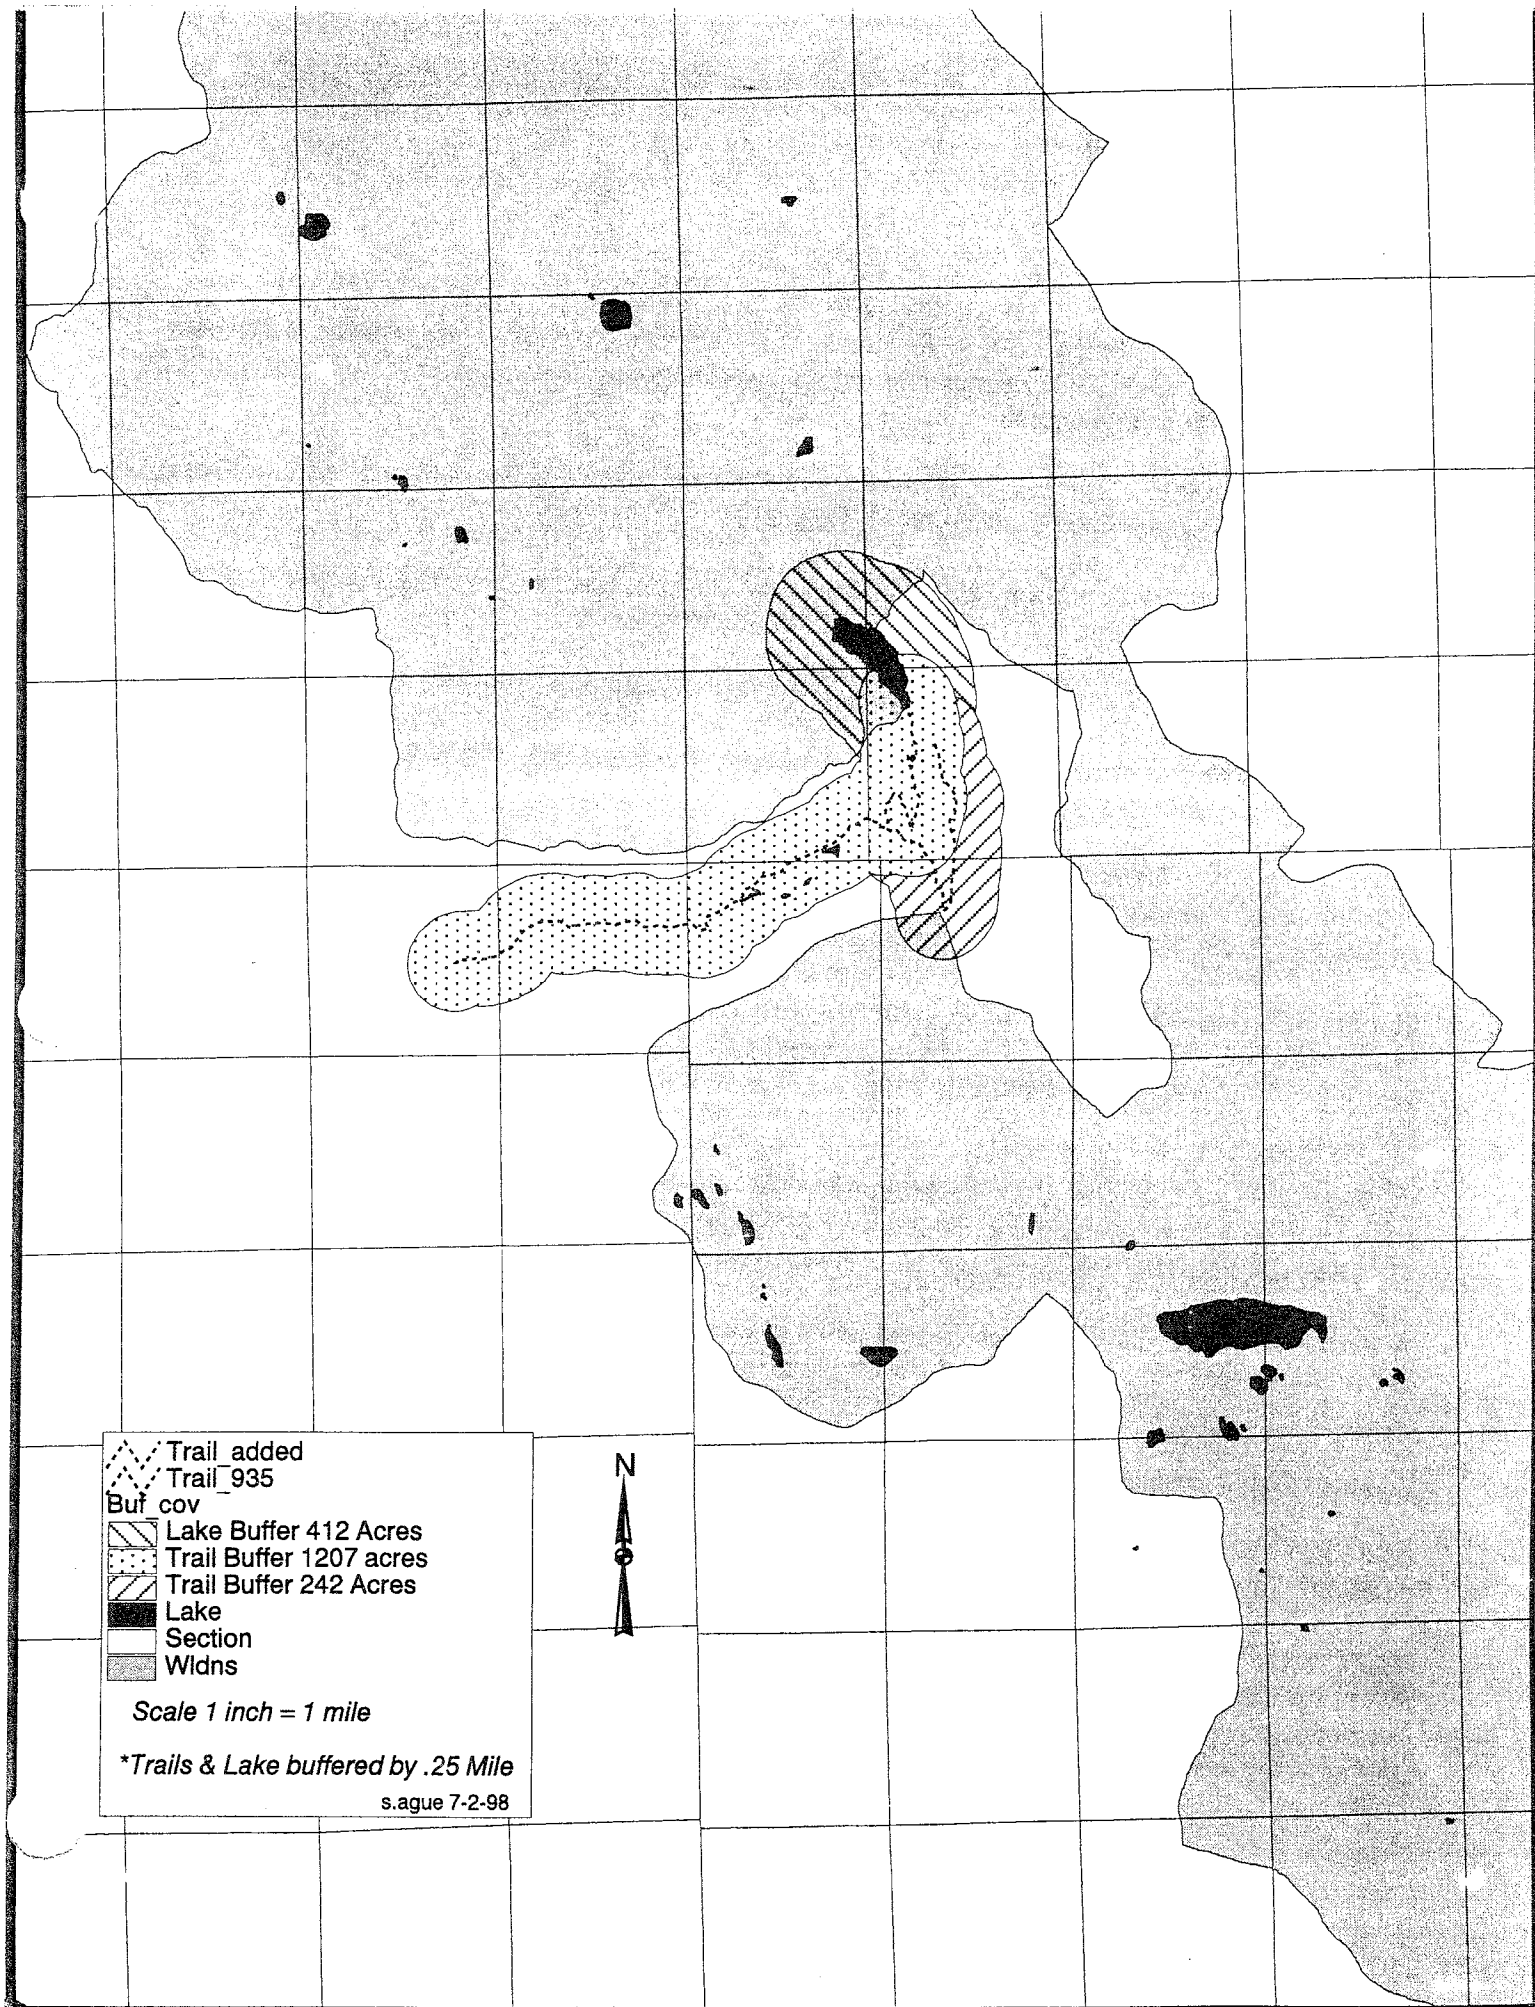 Trail_added
Trail_935
Buf_cov
Lake Buffer 412 Acres
Trail Buffer 1207 acres
Trail Buffer 242 Acres
Lake
Section
Wldns
Scale 1 inch = 1 mile
*Trails & Lake buffered by .25 Mile
s.ague 7-2-98
N